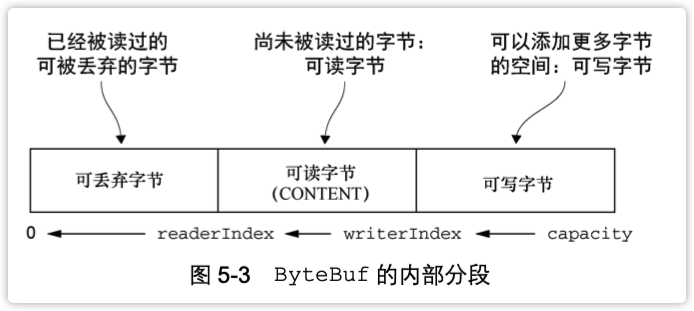 已经被读过的
可被丢弃的字节
尚未被读过的字节：
可读字节
可以添加更多字节
的空间：可写字节
可丢弃字节
可读字节
(CONTENT)
可写字节
0 readerIndex writerIndex capacity
图 5-3 ByteBuf 的内部分段